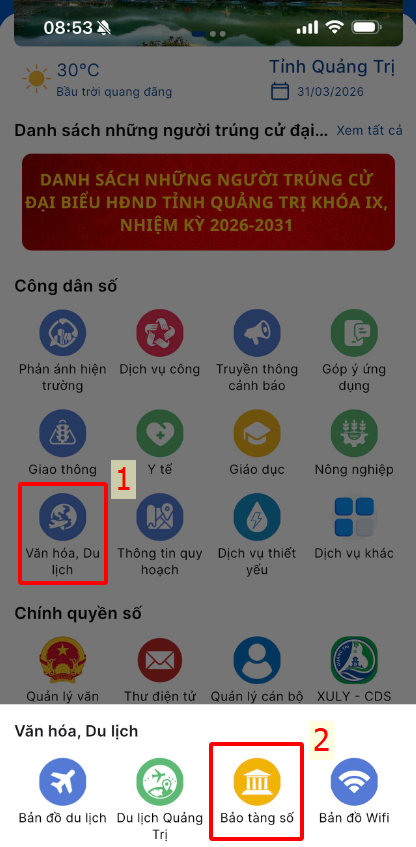 08:53
30°C
Tỉnh Quảng Trị
Bầu trời quang đãng
31/03/2026
Danh sách những người trúng cử đại...
Xem tất cả
DANH SÁCH NHỮNG NGƯỜI TRÚNG CỬ
ĐẠI BIỂU HĐND TỈNH QUẢNG TRỊ KHÓA IX,
NHIỆM KỲ 2026-2031
Công dân số
Phản ánh hiện
trường
Dịch vụ công
Truyền thông
cảnh báo
Góp ý ứng
dụng
Giao thông
Y tế
Giáo dục
Nông nghiệp
1
Văn hóa, Du
lịch
Thông tin quy
hoạch
Dịch vụ thiết
yếu
Dịch vụ khác
Chính quyền số
Quản lý văn
Thư điện tử
Quản lý cán bộ
XULY - CDS
Văn hóa, Du lịch
2
Bản đồ du lịch
Du lịch Quảng
Trị
Bảo tàng số
Bản đồ Wifi